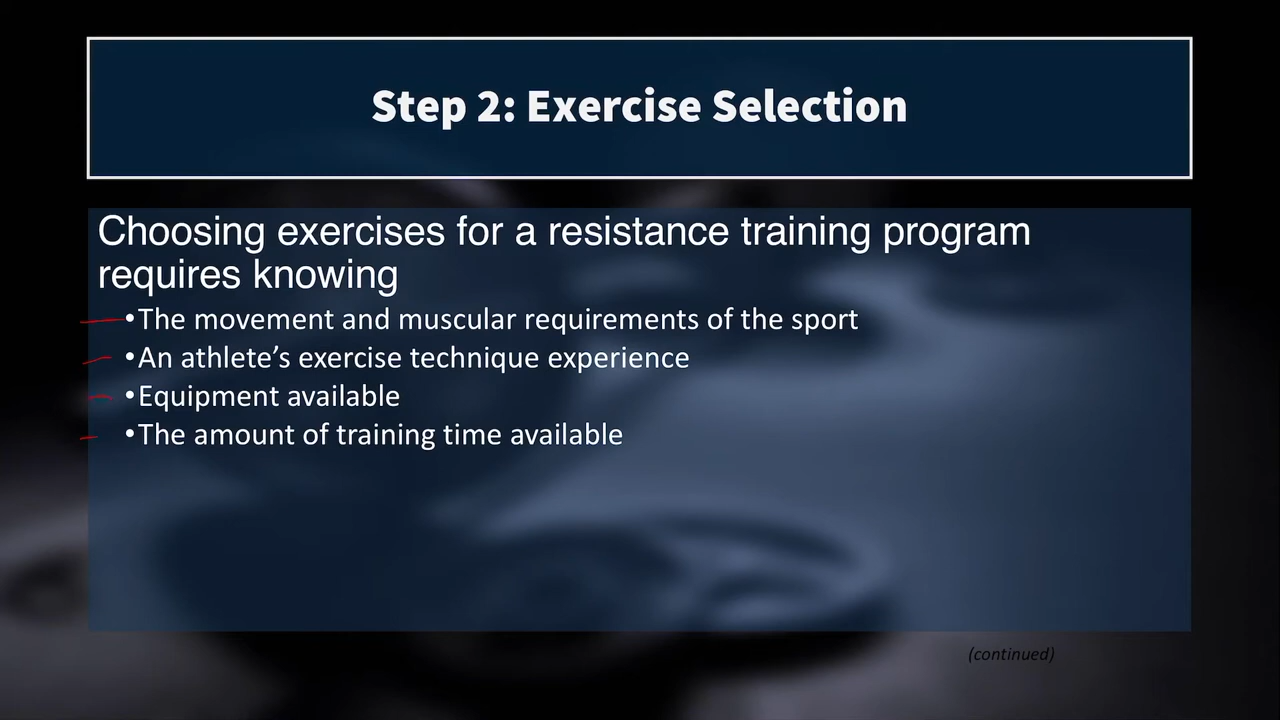 Step 2: Exercise Selection
Choosing exercises for a resistance training program
requires knowing
•The movement and muscular requirements of the sport
•An athlete’s exercise technique experience
•Equipment available
•The amount of training time available
(continued)